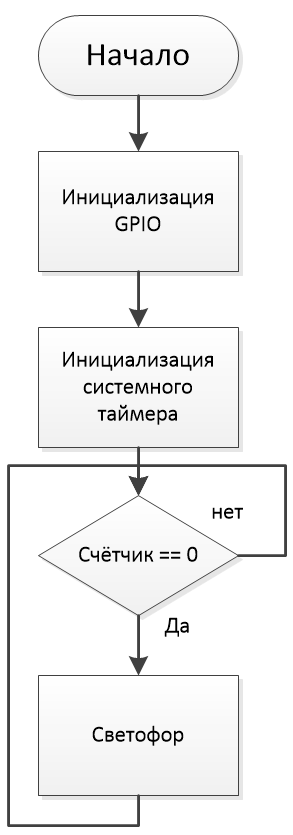 Начало
Инициализация
GPIO
Инициализация
системного
таймера
нет
Счётчик == 0
Да
Светофор